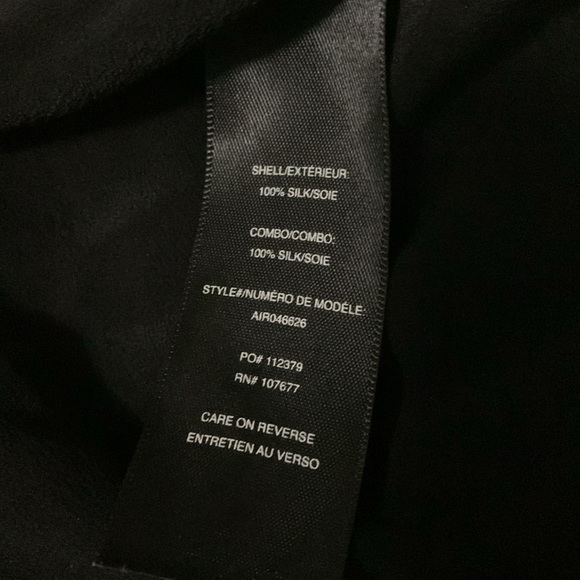 SHELL/EXTÉRIEUR:
100% SILK/SOIE
COMBO/COMBO:
100% SILK/SOIE
STYLE#/NUMÉRO DE MODÈLE:
AIR046626
PO# 112379
RN# 107677
CARE ON REVERSE
ENTRETIEN AU VERSO